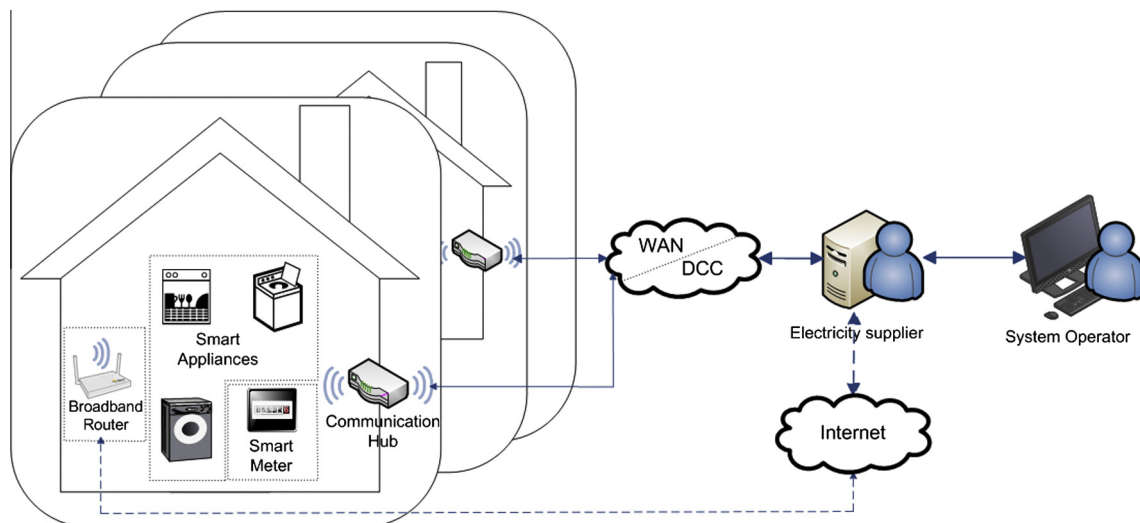 WAN
DCC
Electricity supplier
System Operator
Smart
Appliances
Broadband
Router
Smart
Meter
Communication
Hub
Internet